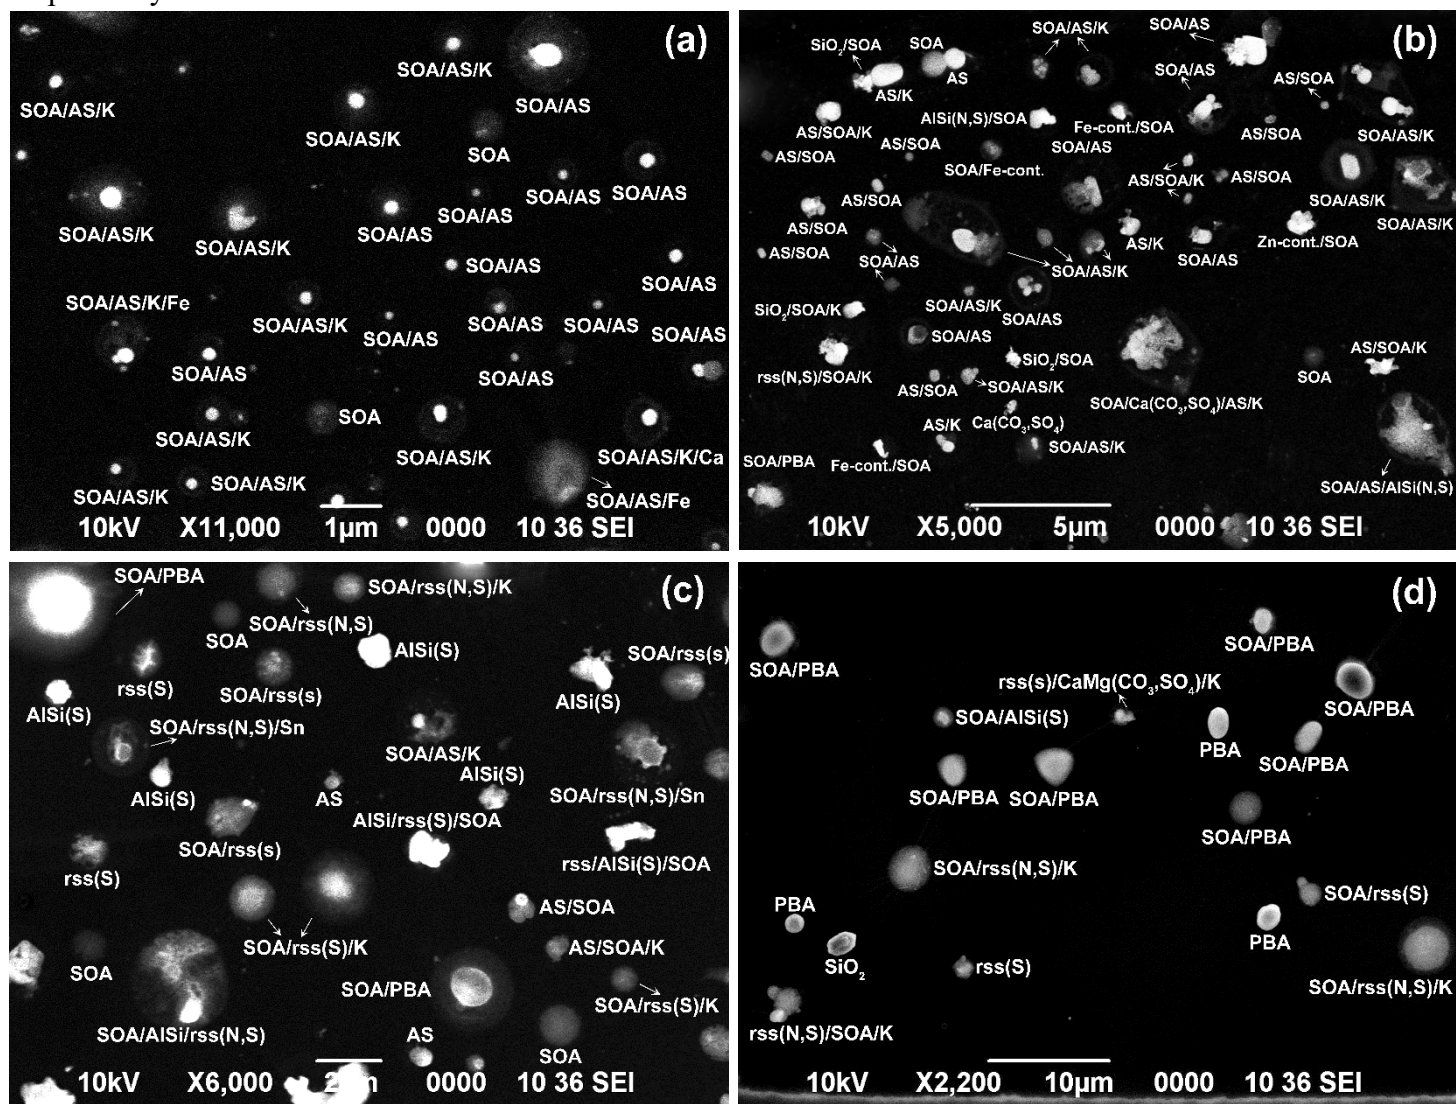 (a)
SOA/AS/K
SOA/AS
SOA/AS/K
SOA/AS/K
SOA
SOA/AS
SOA/AS
SOA/AS
SOA/AS/K
SOA/AS/K
SOA/AS
SOA/AS
SOA/AS
SOA/AS/K/Fe
SOA/AS/K
SOA/AS
SOA/AS
SOA/AS
SOA/AS
SOA/AS
SOA/AS
SOA
SOA/AS/K
SOA/AS/K
SOA/AS/K/Ca
SOA/AS/K
SOA/AS/K
SOA/AS/Fe
10kV X11,000 1μm 0000 10 36 SEI
(b)
SOA/AS
SOA/AS/K
SiO2/SOA
SOA
AS
AS/K
SOA/AS
AS/SOA
AS/SOA/K
AlSi(N,S)/SOA
Fe-cont./SOA
AS/SOA
SOA/AS/K
AS/SOA
AS/SOA
SOA/Fe-cont.
SOA/AS
AS/SOA/K
AS/SOA
AS/SOA
SOA/AS/K
SOA/AS/K
AS/SOA
AS/K
Zn-cont./SOA
AS/SOA
SOA/AS
SOA/AS/K
SOA/AS
SiO2/SOA/K
SOA/AS/K
SOA/AS
SOA/AS
SiO2/SOA
AS/SOA/K
rss(N,S)/SOA/K
AS/SOA
SOA/AS/K
SOA
SOA/Ca(CO3,SO4)/AS/K
AS/K
Ca(CO3,SO4)
SOA/PBA
Fe-cont./SOA
SOA/AS/K
SOA/AS/AlSi(N,S)
10kV X5,000 5μm 0000 10 36 SEI
(c)
SOA/PBA
SOA/rss(N,S)/K
SOA/rss(N,S)
SOA
AlSi(S)
SOA/rss(s)
rss(S)
SOA/rss(s)
AlSi(S)
AlSi(S)
SOA/rss(N,S)/Sn
SOA/AS/K
AlSi(S)
AlSi(S)
AS
SOA/rss(N,S)/Sn
AlSi/rss(S)/SOA
SOA/rss(s)
rss/AlSi(S)/SOA
rss(S)
AS/SOA
SOA/rss(S)/K
AS/SOA/K
SOA
SOA/PBA
SOA/rss(S)/K
SOA/AlSi/rss(N,S)
AS
SOA
10kV X6,000 2μm 0000 10 36 SEI
(d)
SOA/PBA
SOA/PBA
rss(s)/CaMg(CO3,SO4)/K
SOA/PBA
SOA/AlSi(S)
PBA
SOA/PBA
SOA/PBA
SOA/PBA
SOA/PBA
SOA/rss(N,S)/K
SOA/rss(S)
PBA
PBA
SiO2
rss(S)
SOA/rss(N,S)/K
rss(N,S)/SOA/K
10kV X2,200 10μm 0000 10 36 SEI